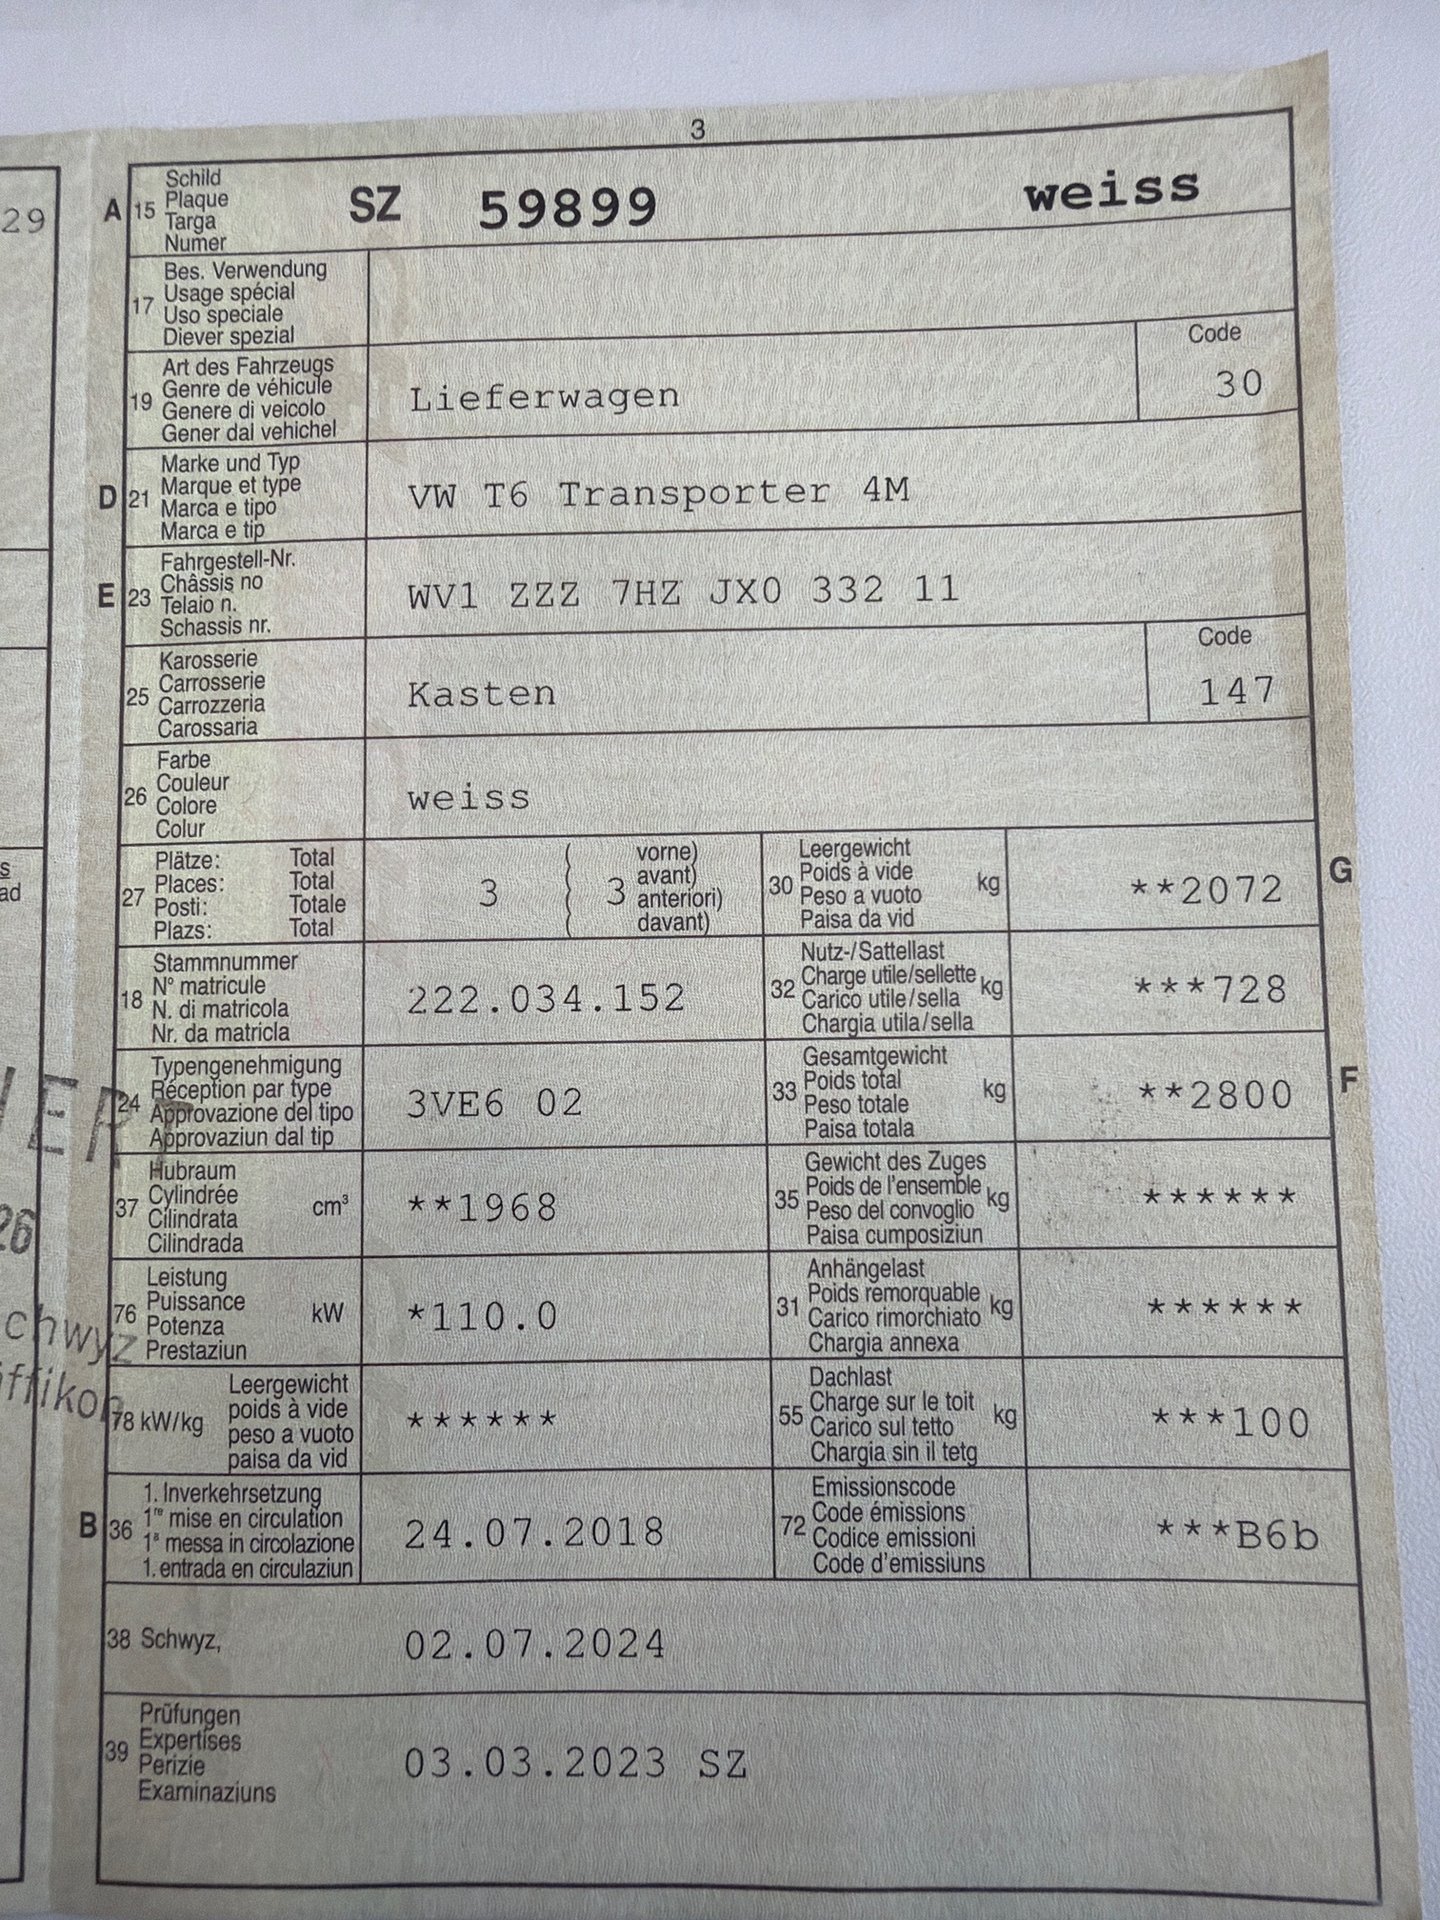 3
A 15 Schild
Plaque
Targa
Numer
SZ 59899 weiss
17 Bes. Verwendung
Usage spécial
Uso speciale
Diever spezial
19 Art des Fahrzeugs
Genre de véhicule
Genere di veicolo
Gener dal vehichel
Lieferwagen
Code
30
D 21 Marke und Typ
Marque et type
Marca e tipo
Marca e tip
VW T6 Transporter 4M
E 23 Fahrgestell-Nr.
Châssis no
Telaio n.
Schassis nr.
WV1 ZZZ 7HZ JX0 332 11
25 Karosserie
Carrosserie
Carrozzeria
Carossaria
Kasten
Code
147
26 Farbe
Couleur
Colore
Colur
weiss
27 Plätze: Total
Places: Total
Posti: Totale
Plazs: Total
3 ( 3 vorne)
avant)
anteriori)
davant)
30 Leergewicht
Poids à vide
Peso a vuoto
Paisa da vid
kg
**2072
G
18 Stammnummer
N° matricule
N. di matricola
Nr. da matricla
222.034.152
32 Nutz-/Sattellast
Charge utile/sellette
Carico utile/sella
Chargia utila/sella
kg
***728
24 Typengenehmigung
Réception par type
Approvazione del tipo
Approvaziun dal tip
3VE6 02
33 Gesamtgewicht
Poids total
Peso totale
Paisa totala
kg
**2800
F
37 Hubraum
Cylindrée
Cilindrata
Cilindrada
cm³
**1968
35 Gewicht des Zuges
Poids de l'ensemble
Peso del convoglio
Paisa cumposiziun
kg
******
76 Leistung
Puissance
Potenza
Prestaziun
kW
*110.0
31 Anhängelast
Poids remorquable
Carico rimorchiato
Chargia annexa
kg
******
78 kW/kg Leergewicht
poids à vide
peso a vuoto
paisa da vid
******
55 Dachlast
Charge sur le toit
Carico sul tetto
Chargia sin il tetg
kg
***100
B 36 1. Inverkehrsetzung
1re mise en circulation
1a messa in circolazione
1. entrada en circulaziun
24.07.2018
72 Emissionscode
Code émissions
Codice emissioni
Code d'emissiuns
***B6b
38 Schwyz,
02.07.2024
39 Prüfungen
Expertises
Perizie
Examinaziuns
03.03.2023 SZ
29
26